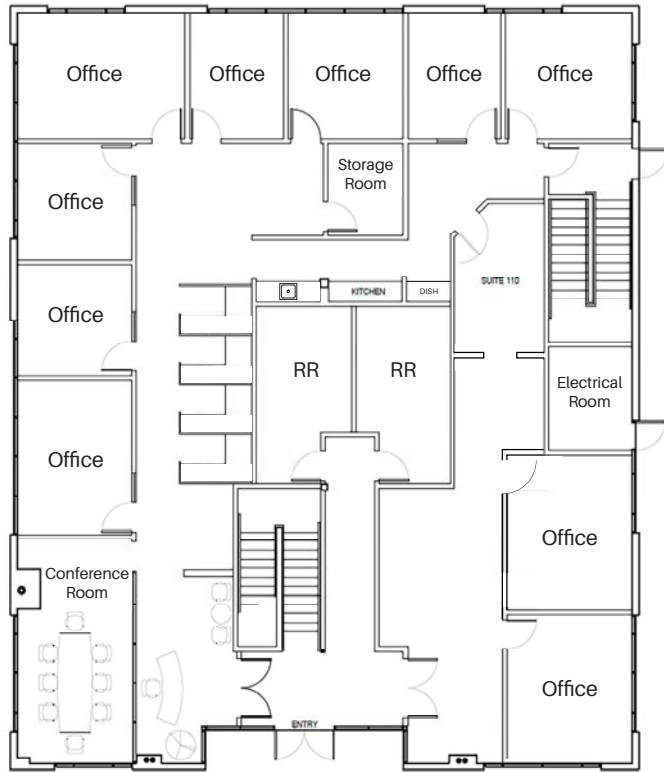 Office
Office
Office
Office
Office
Storage
Room
Office
SUITE 110
Office
KITCHEN
DISH
RR
RR
Electrical
Room
Office
Office
Conference
Room
Office
ENTRY